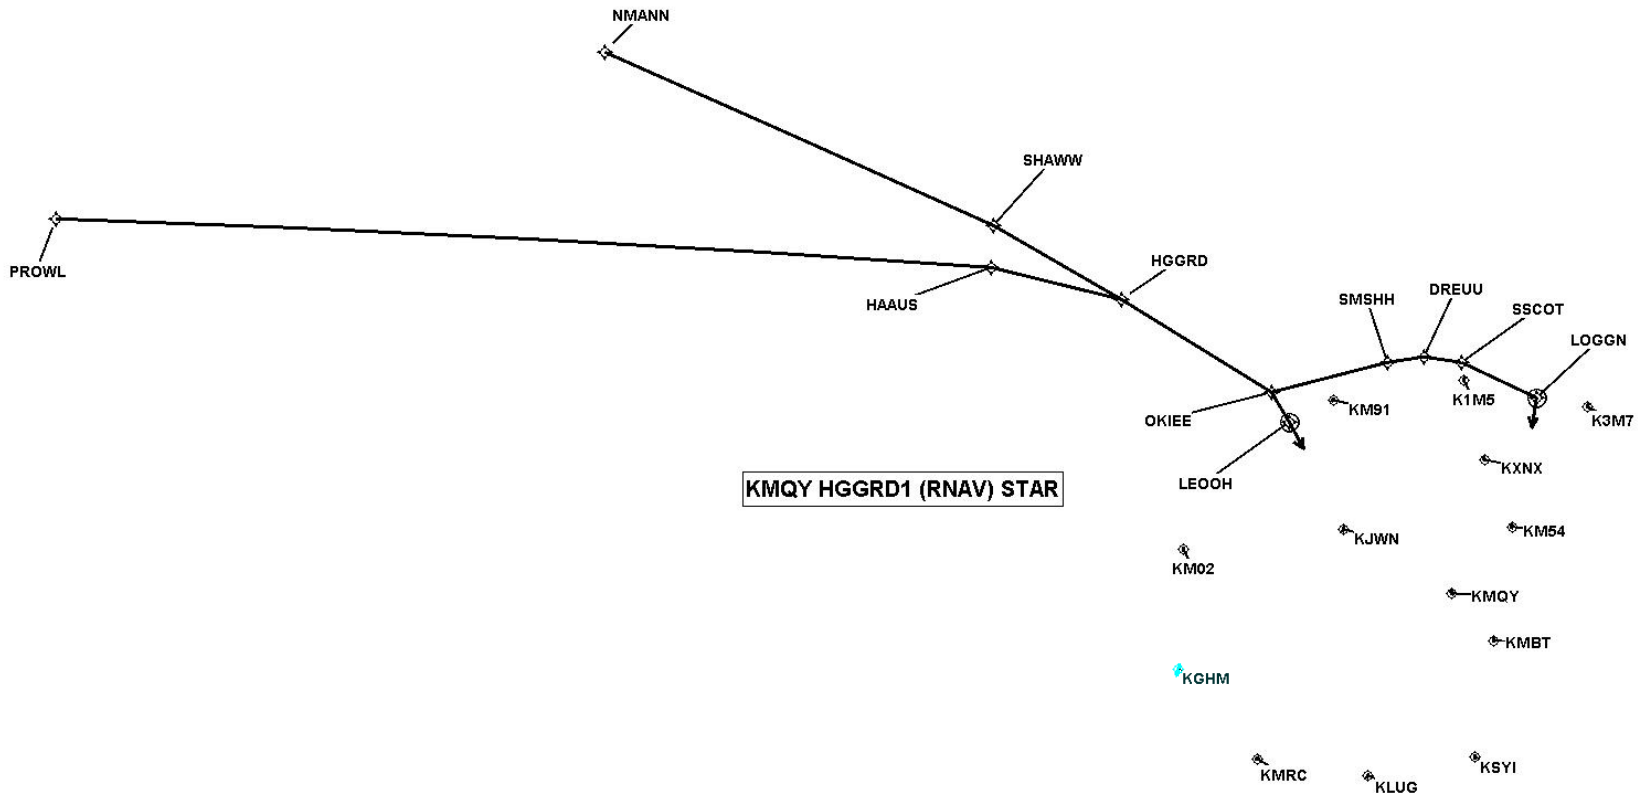 NMANN
SHAWW
HGGRD
PROWL
HAAUS
DREUU
SMSHH
SSCOT
LOGGN
K1M5
KM91
OKIEE
K3M7
KXNX
LEOOH
KMQY HGGRD1 (RNAV) STAR
KM54
KJWN
KM02
KMQY
KMBT
KGHM
KSYI
KMRC
KLUG